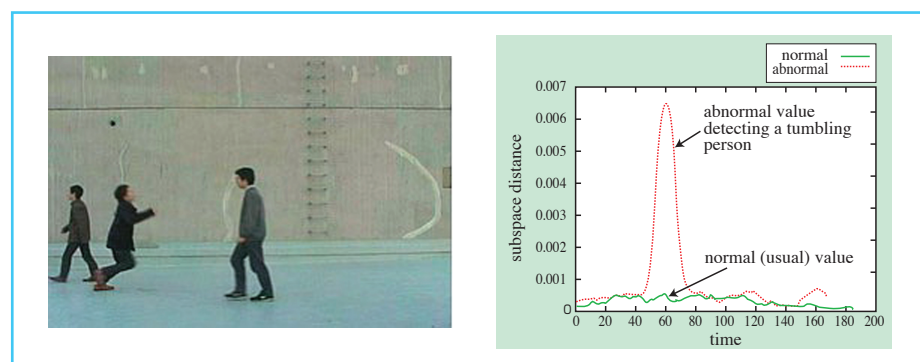 normal
abnormal
0.007
0.006
0.005
0.004
0.003
0.002
0.001
0
abnormal value
detecting a tumbling
person
normal (usual) value
subspace distance
0 20 40 60 80 100 120 140 160 180 200
time